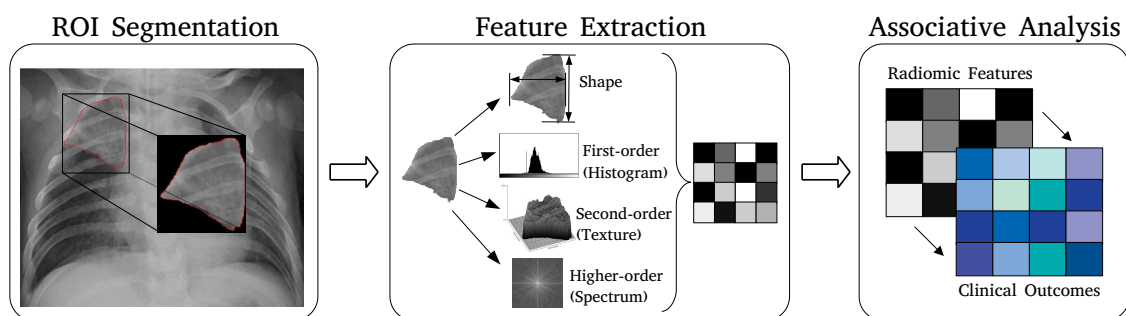 ROI Segmentation
Feature Extraction
Associative Analysis
Shape
First-order
(Histogram)
Second-order
(Texture)
Higher-order
(Spectrum)
Radiomic Features
Clinical Outcomes